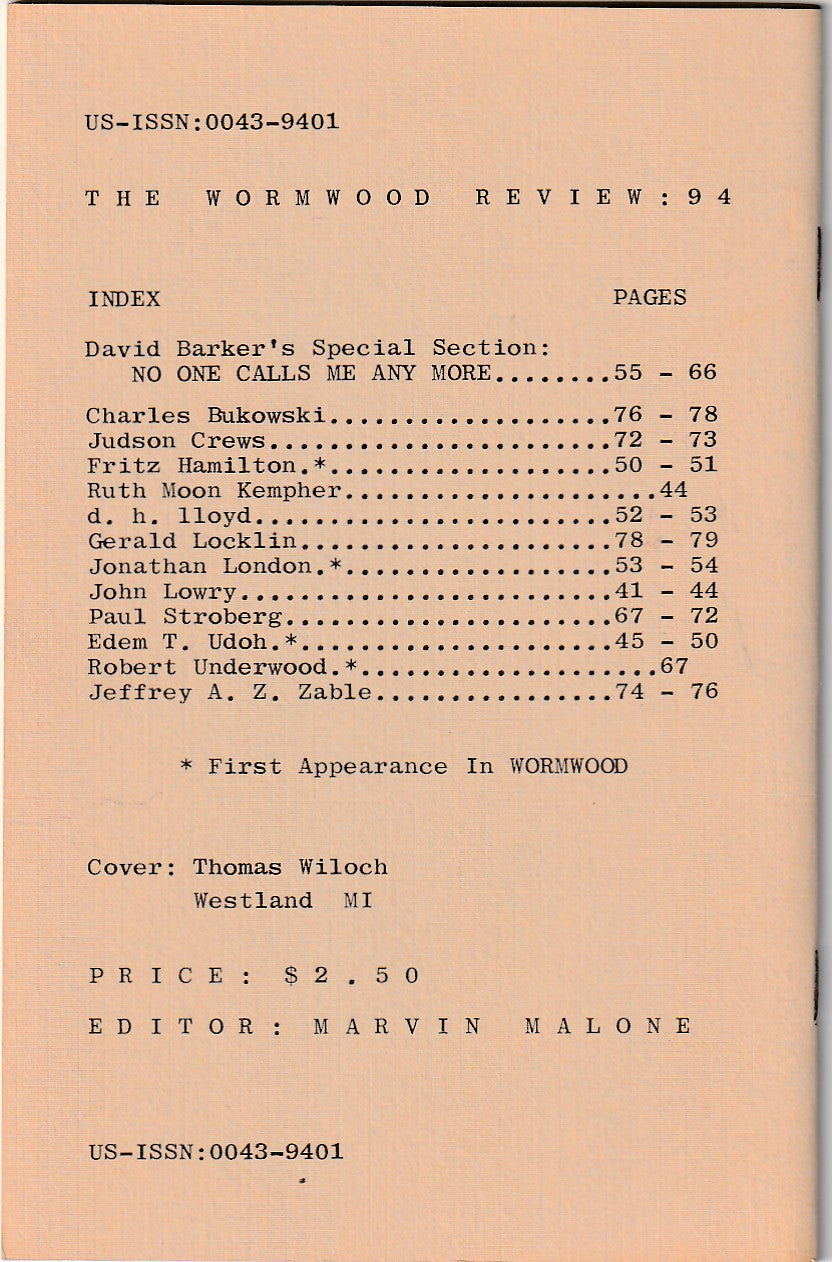 US-ISSN:0043-9401
THE WORMWOOD REVIEW:94
INDEX PAGES
David Barker's Special Section:
NO ONE CALLS ME ANY MORE........55 - 66
Charles Bukowski...................76 - 78
Judson Crews.......................72 - 73
Fritz Hamilton.*...................50 - 51
Ruth Moon Kempher.....................44
d. h. lloyd........................52 - 53
Gerald Locklin.....................78 - 79
Jonathan London.*..................53 - 54
John Lowry.........................41 - 44
Paul Stroberg......................67 - 72
Edem T. Udoh.*.....................45 - 50
Robert Underwood.*....................67
Jeffrey A. Z. Zable................74 - 76
* First Appearance In WORMWOOD
Cover: Thomas Wiloch
Westland MI
PRICE: $2.50
EDITOR: MARVIN MALONE
US-ISSN:0043-9401